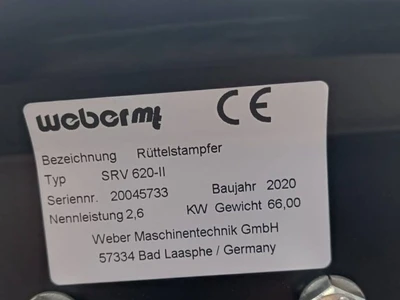 webermt CE
Bezeichnung Rüttelstampfer
Typ SRV 620-II
Seriennr. 20045733 Baujahr 2020
Nennleistung 2,6 KW Gewicht 66,00
Weber Maschinentechnik GmbH
57334 Bad Laasphe / Germany